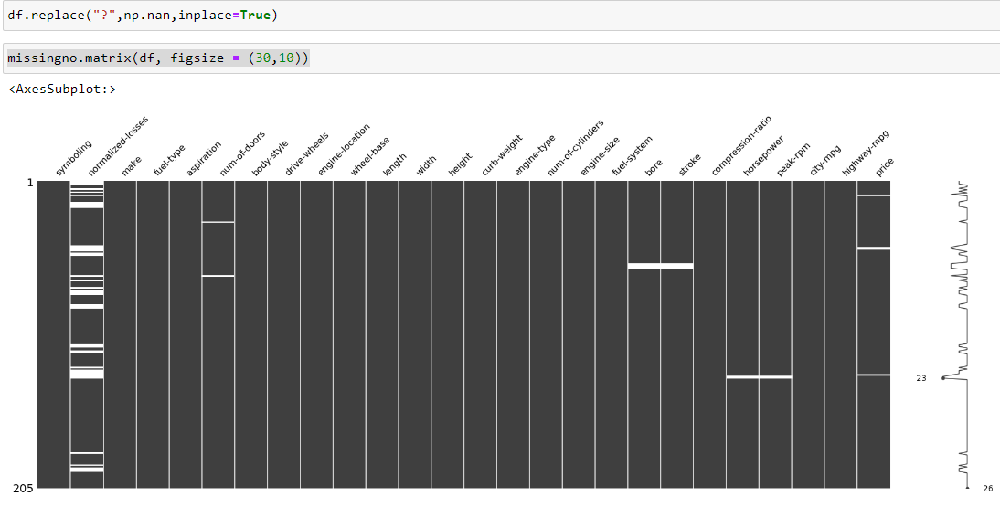 df.replace("?",np.nan,inplace=True)
missingno.matrix(df, figsize = (30,10))
<AxesSubplot:>
symboling
normalized-losses
make
fuel-type
aspiration
num-of-doors
body-style
drive-wheels
engine-location
wheel-base
length
width
height
curb-weight
engine-type
num-of-cylinders
engine-size
fuel-system
bore
stroke
compression-ratio
horsepower
peak-rpm
city-mpg
highway-mpg
price
1
23
205
26